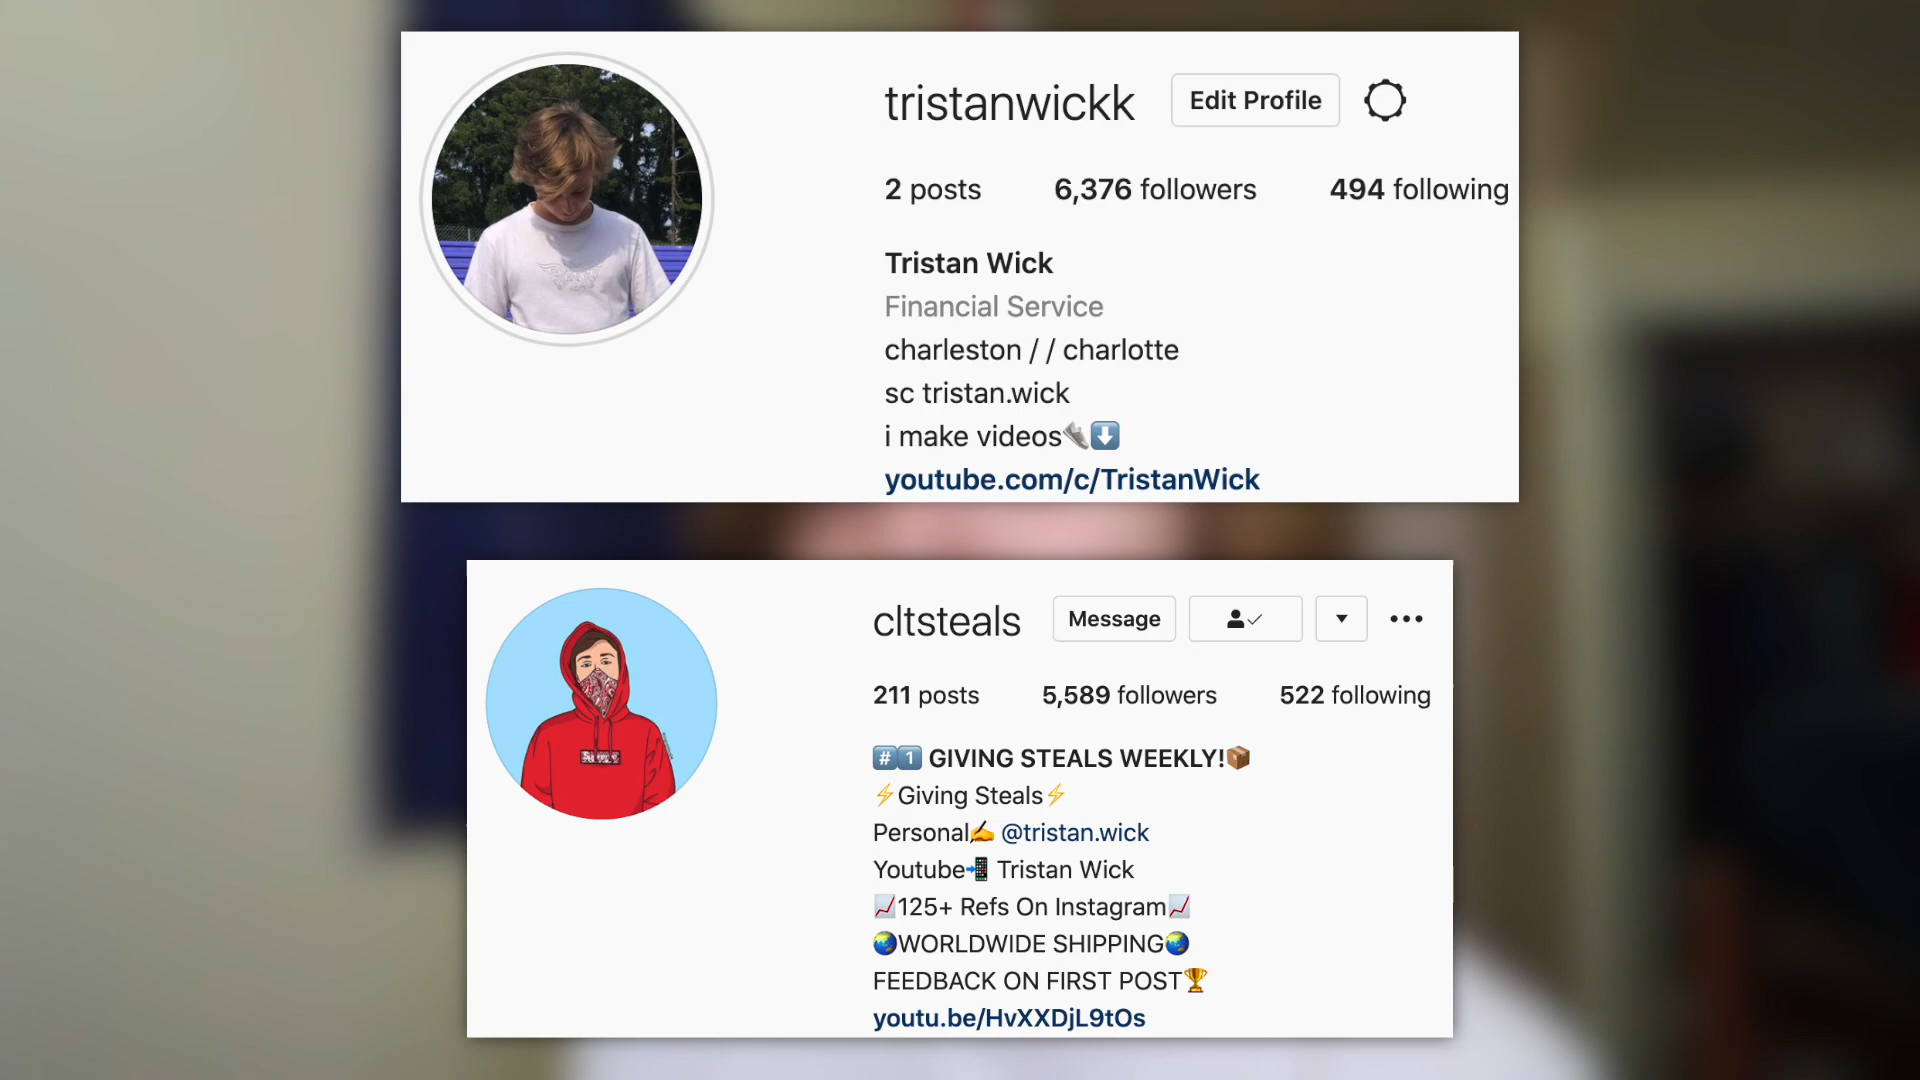 tristanwickk Edit Profile
2 posts 6,376 followers 494 following
Tristan Wick
Financial Service
charleston / / charlotte
sc tristan.wick
i make videos👟⬇️
youtube.com/c/TristanWick
cltsteals Message
211 posts 5,589 followers 522 following
#️⃣1️⃣ GIVING STEALS WEEKLY!📦
⚡Giving Steals⚡
Personal✍️ @tristan.wick
Youtube📲 Tristan Wick
📈125+ Refs On Instagram📈
🌏WORLDWIDE SHIPPING🌏
FEEDBACK ON FIRST POST🏆
youtu.be/HvXXDjL9tOs